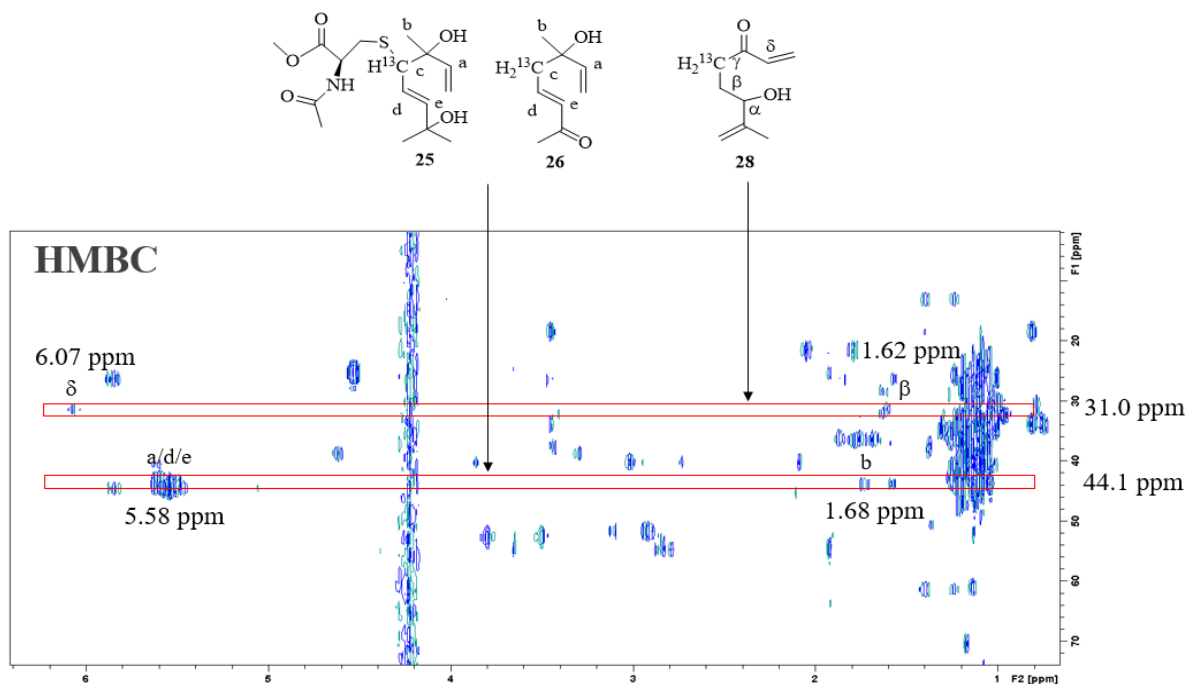 b
OH
O
S
H¹³C
c
a
O
NH
O
d
e
OH
25
b
OH
H₂¹³C
c
a
d
e
O
26
O
δ
H₂¹³C
γ
β
OH
α
28
HMBC
6.07 ppm
1.62 ppm
δ
β
31.0 ppm
a/d/e
b
44.1 ppm
5.58 ppm
1.68 ppm
F1 [ppm]
20
30
40
50
60
70
6
5
4
3
2
1
F2 [ppm]